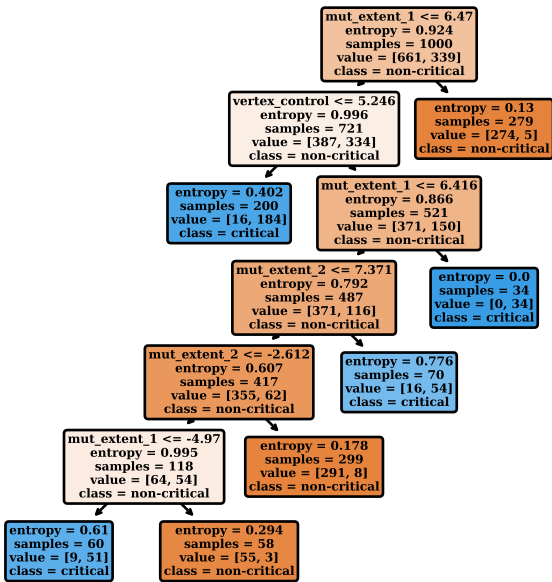 mut_extent_1 <= 6.47
entropy = 0.924
samples = 1000
value = [661, 339]
class = non-critical
vertex_control <= 5.246
entropy = 0.996
samples = 721
value = [387, 334]
class = non-critical
entropy = 0.13
samples = 279
value = [274, 5]
class = non-critical
entropy = 0.402
samples = 200
value = [16, 184]
class = critical
mut_extent_1 <= 6.416
entropy = 0.866
samples = 521
value = [371, 150]
class = non-critical
mut_extent_2 <= 7.371
entropy = 0.792
samples = 487
value = [371, 116]
class = non-critical
entropy = 0.0
samples = 34
value = [0, 34]
class = critical
mut_extent_2 <= -2.612
entropy = 0.607
samples = 417
value = [355, 62]
class = non-critical
entropy = 0.776
samples = 70
value = [16, 54]
class = critical
mut_extent_1 <= -4.97
entropy = 0.995
samples = 118
value = [64, 54]
class = non-critical
entropy = 0.178
samples = 299
value = [291, 8]
class = non-critical
entropy = 0.61
samples = 60
value = [9, 51]
class = critical
entropy = 0.294
samples = 58
value = [55, 3]
class = non-critical